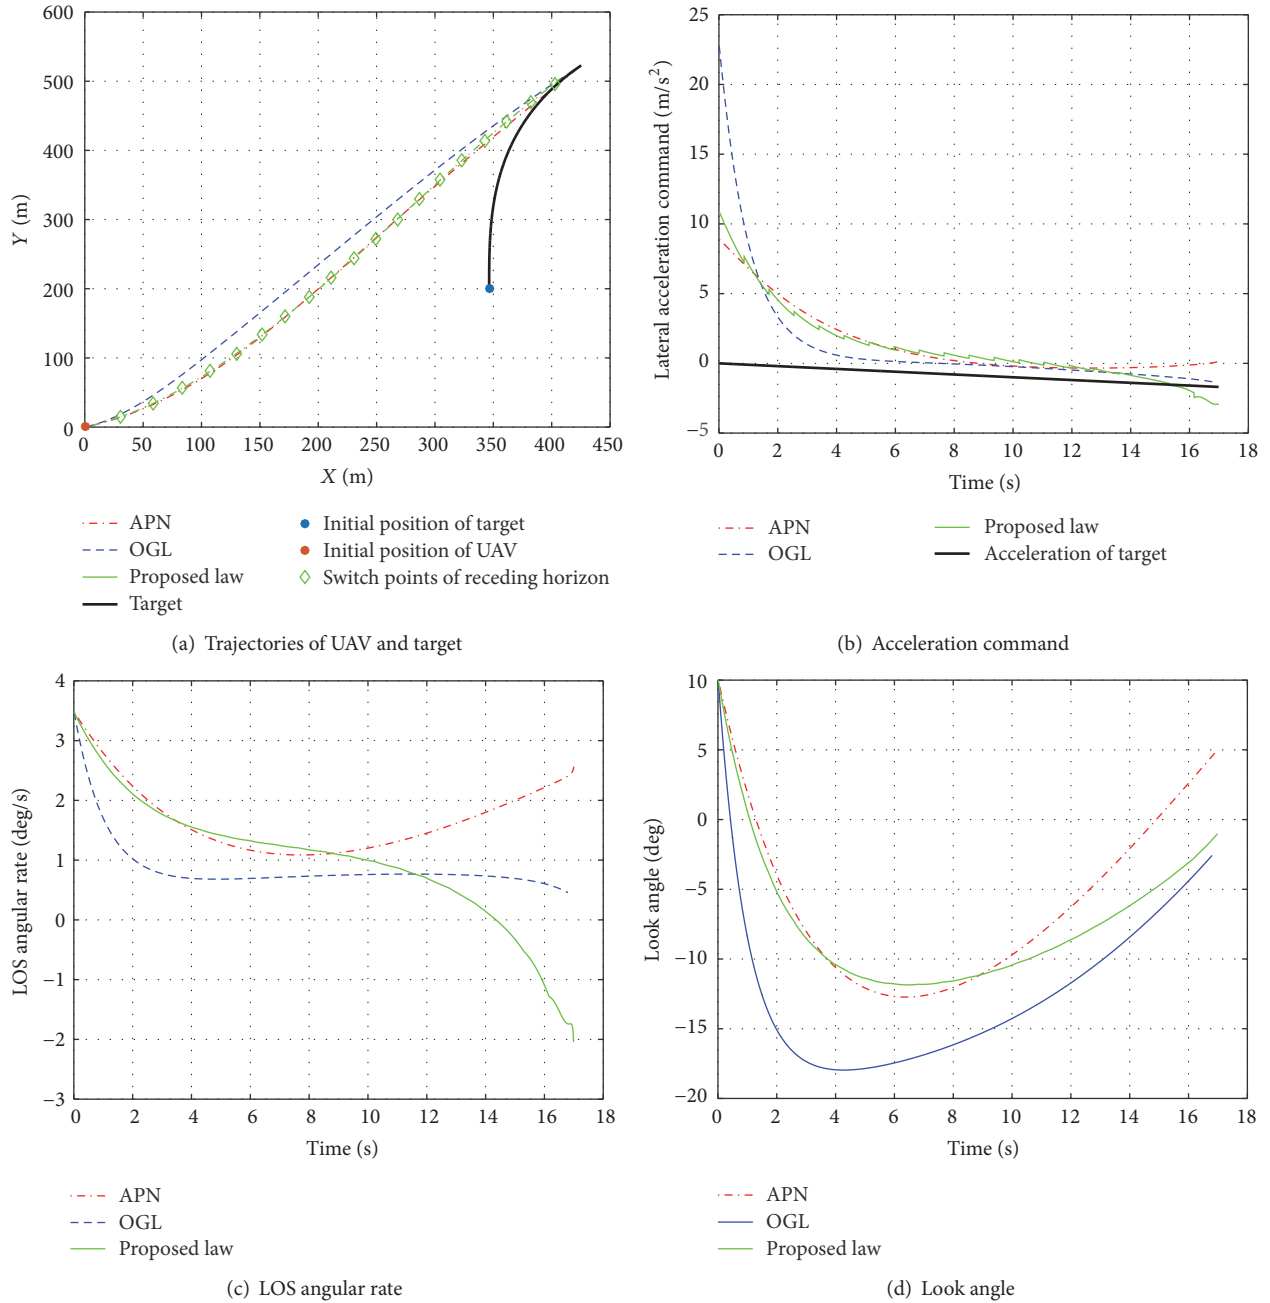 600
500
400
300
200
100
0
Y (m)
0 50 100 150 200 250 300 350 400 450
X (m)
APN
OGL
Proposed law
Target
Initial position of target
Initial position of UAV
Switch points of receding horizon
(a) Trajectories of UAV and target
25
20
15
10
5
0
−5
Lateral acceleration command (m/s²)
0 2 4 6 8 10 12 14 16 18
Time (s)
APN
OGL
Proposed law
Acceleration of target
(b) Acceleration command
4
3
2
1
0
−1
−2
−3
LOS angular rate (deg/s)
0 2 4 6 8 10 12 14 16 18
Time (s)
APN
OGL
Proposed law
(c) LOS angular rate
10
5
0
−5
−10
−15
−20
Look angle (deg)
0 2 4 6 8 10 12 14 16 18
Time (s)
APN
OGL
Proposed law
(d) Look angle